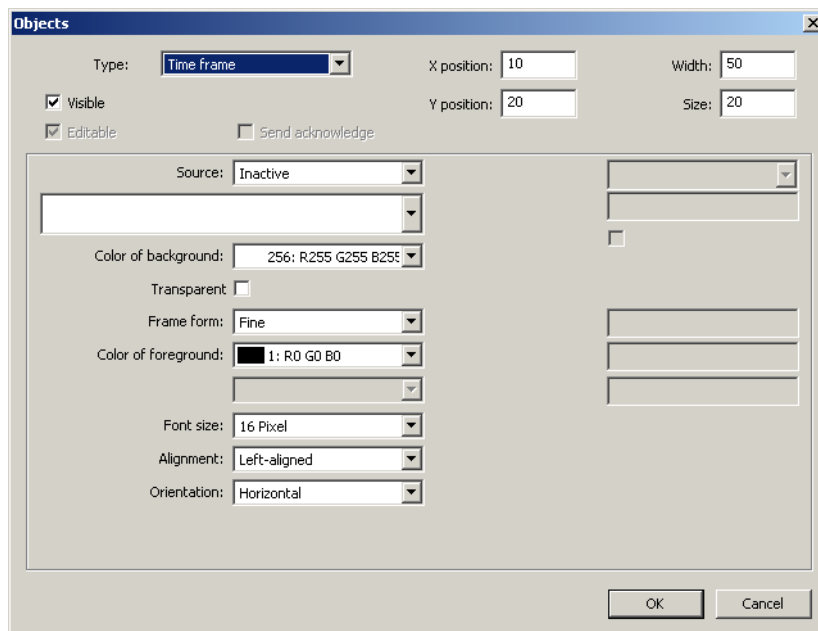 Objects
Type: Time frame X position: 10 Width: 50
Visible Y position: 20 Size: 20
Editable Send acknowledge
Source: Inactive
Color of background: 256: R255 G255 B255
Transparent
Frame form: Fine
Color of foreground: 1: R0 G0 B0
Font size: 16 Pixel
Alignment: Left-aligned
Orientation: Horizontal
OK Cancel